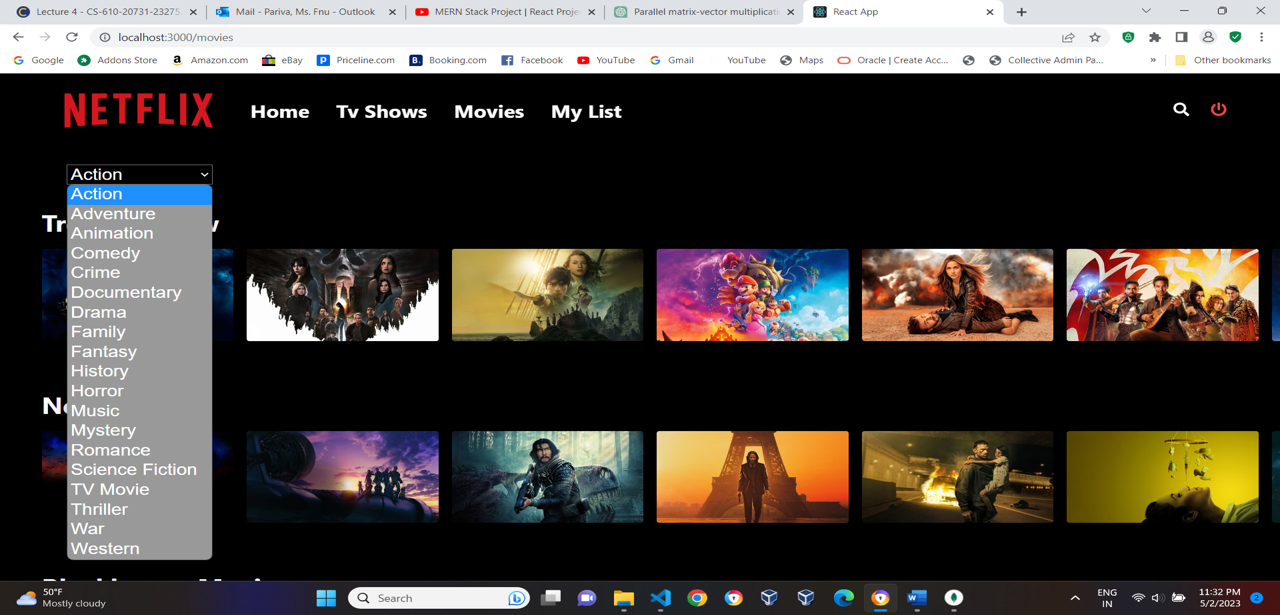 Lecture 4 - CS-610-20731-23275
Mail - Pariva, Ms. Fnu - Outlook
MERN Stack Project | React Proje
Parallel matrix-vector multiplicati
React App
localhost:3000/movies
Google
Addons Store
Amazon.com
eBay
Priceline.com
Booking.com
Facebook
YouTube
Gmail
YouTube
Maps
Oracle | Create Acc...
Collective Admin Pa...
»
Other bookmarks
NETFLIX
Home
Tv Shows
Movies
My List
Action
Action
Adventure
Animation
Comedy
Crime
Documentary
Drama
Family
Fantasy
History
Horror
Music
Mystery
Romance
Science Fiction
TV Movie
Thriller
War
Western
50°F
Mostly cloudy
Search
ENG
IN
11:32 PM
5/2/2023
2